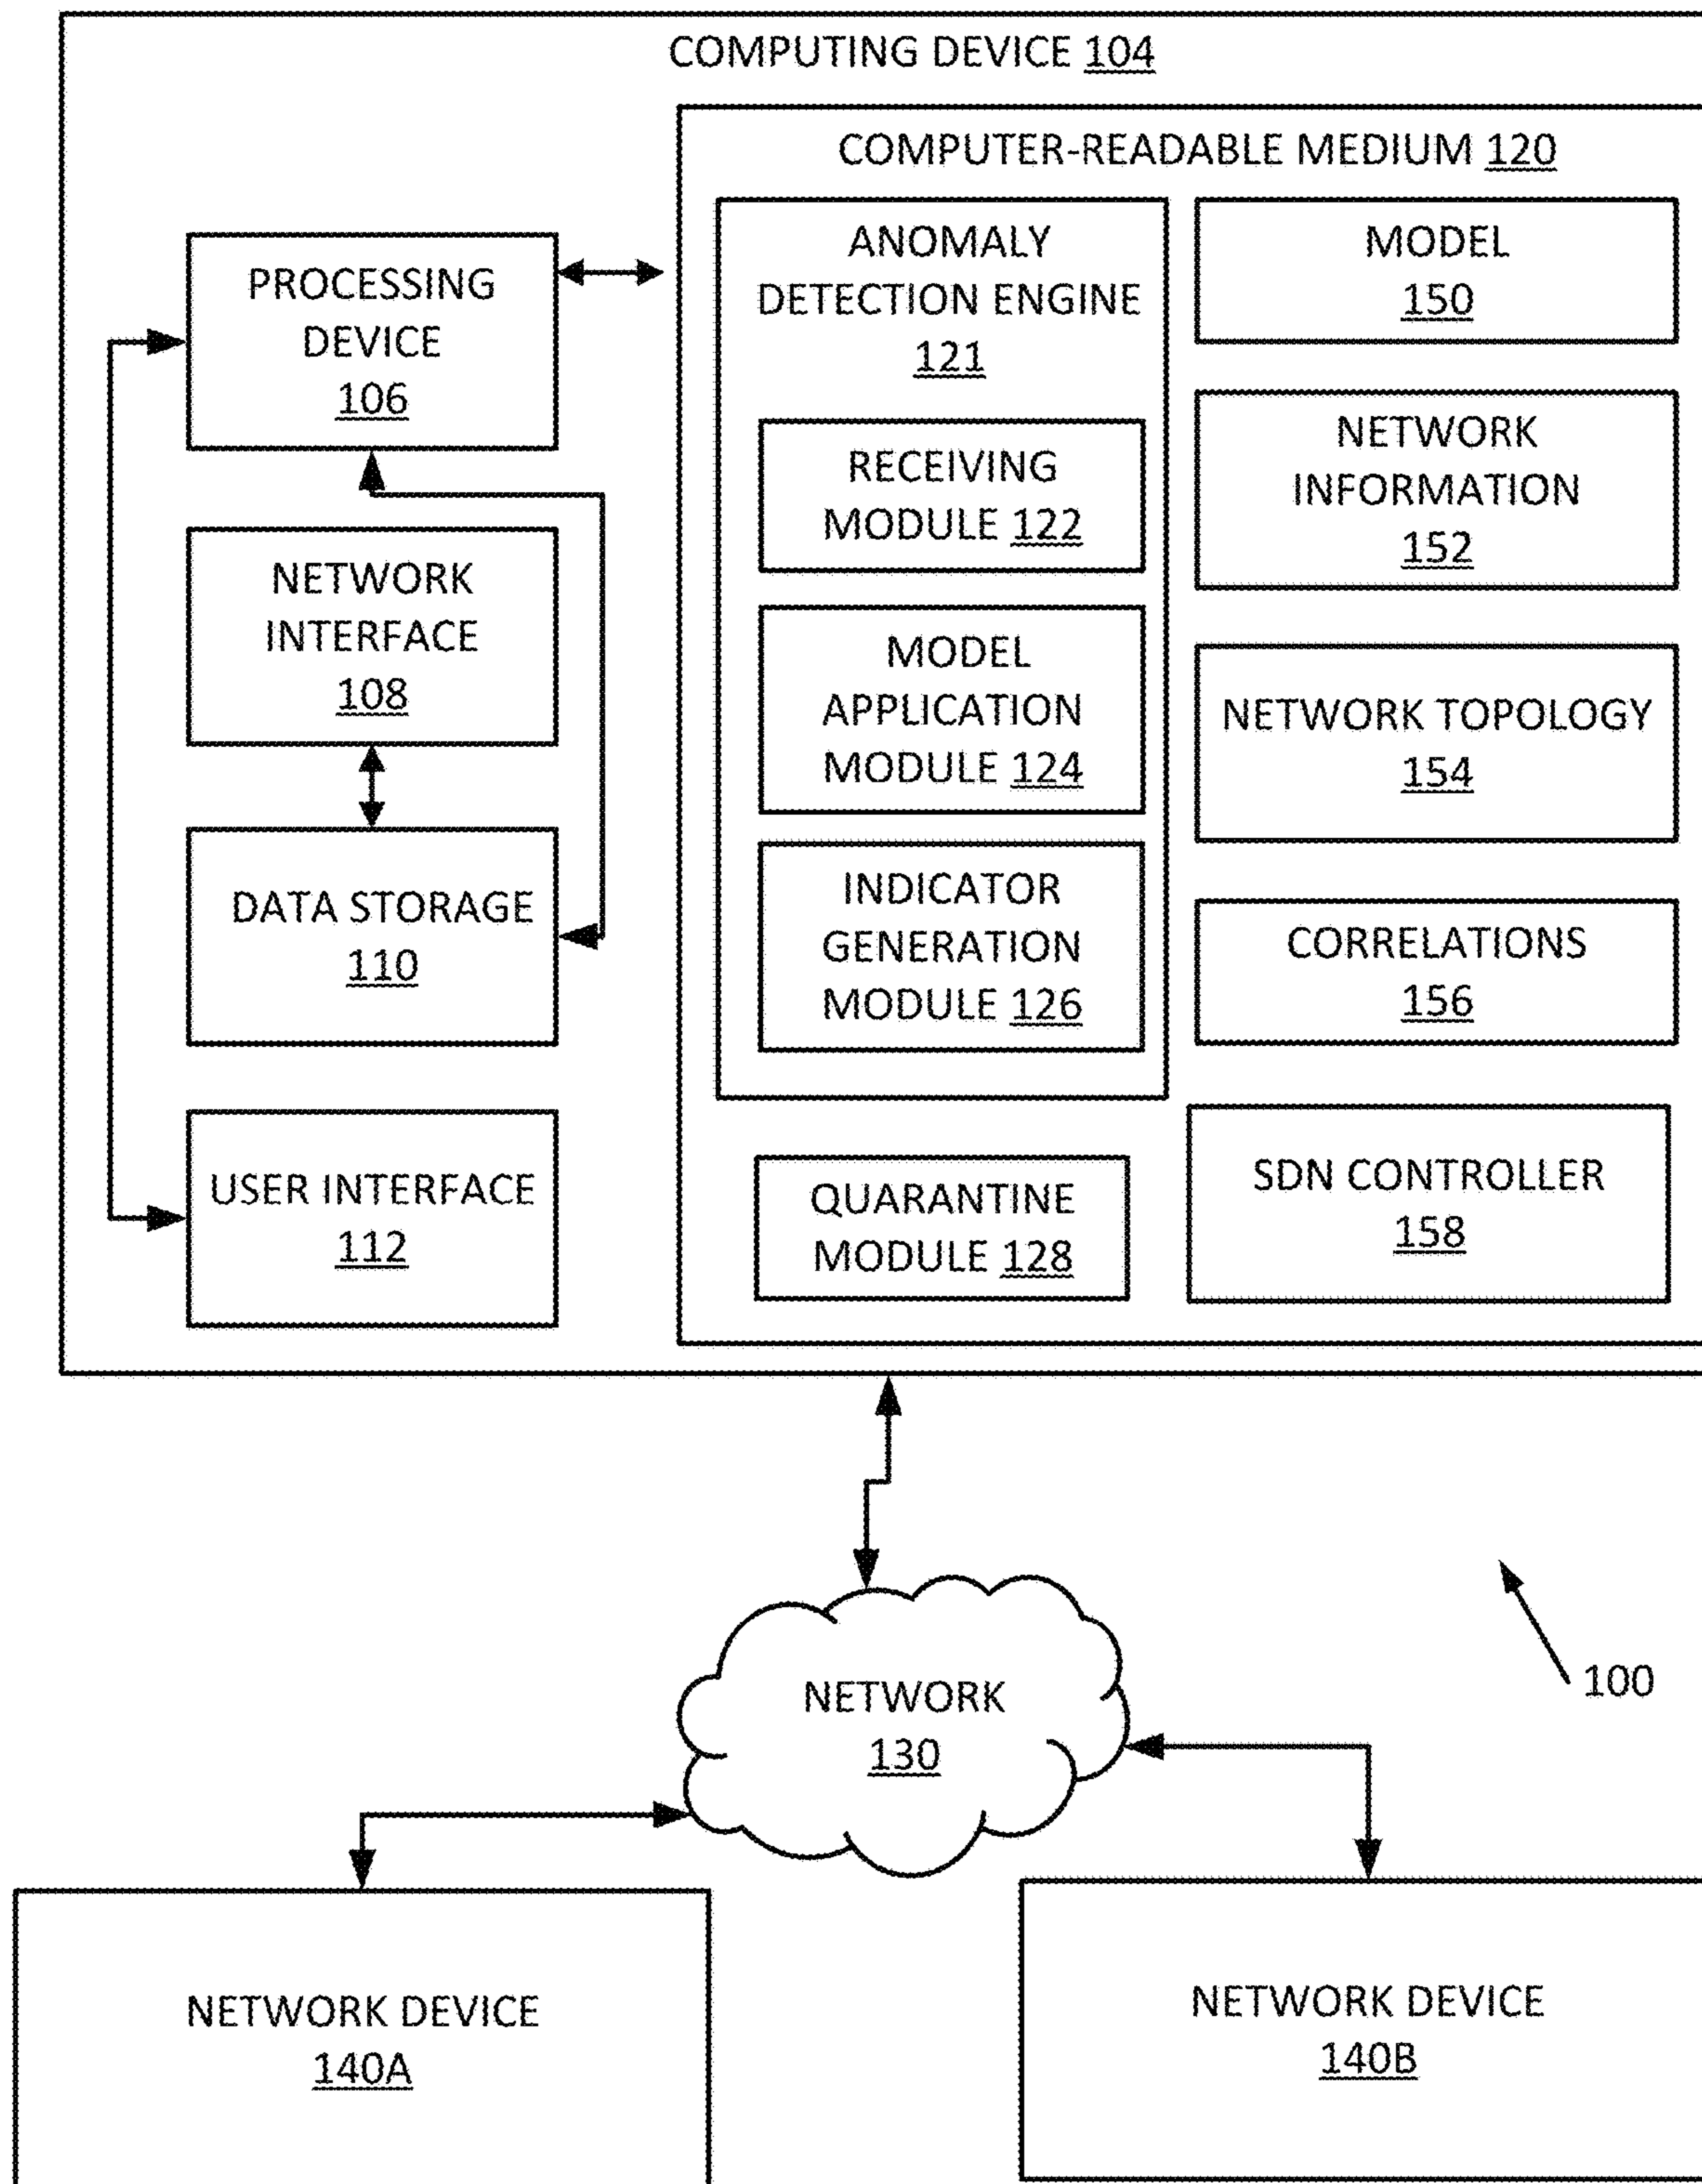 COMPUTING DEVICE 104
COMPUTER-READABLE MEDIUM 120
PROCESSING
DEVICE
106
NETWORK
INTERFACE
108
DATA STORAGE
110
USER INTERFACE
112
ANOMALY
DETECTION ENGINE
121
RECEIVING
MODULE 122
MODEL
APPLICATION
MODULE 124
INDICATOR
GENERATION
MODULE 126
QUARANTINE
MODULE 128
MODEL
150
NETWORK
INFORMATION
152
NETWORK TOPOLOGY
154
CORRELATIONS
156
SDN CONTROLLER
158
NETWORK
130
100
NETWORK DEVICE
140A
NETWORK DEVICE
140B